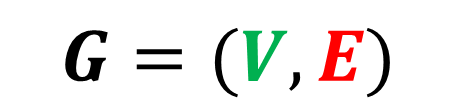 G = (V, E)